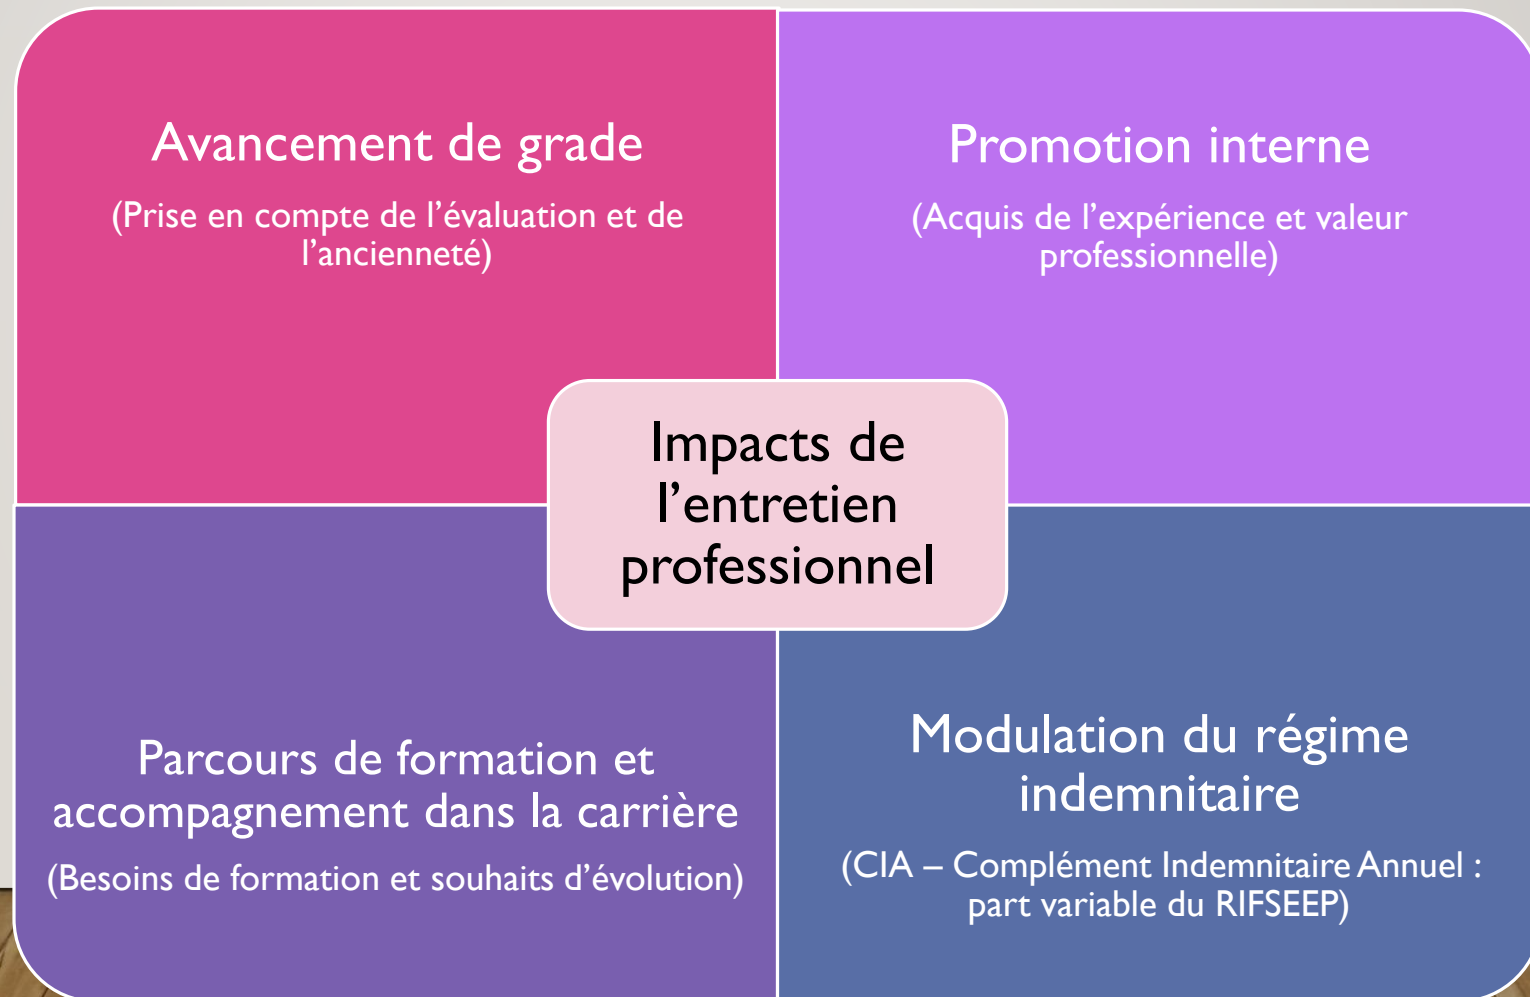 Avancement de grade
(Prise en compte de l’évaluation et de
l’ancienneté)
Promotion interne
(Acquis de l’expérience et valeur
professionnelle)
Impacts de
l’entretien
professionnel
Parcours de formation et
accompagnement dans la carrière
(Besoins de formation et souhaits d’évolution)
Modulation du régime
indemnitaire
(CIA – Complément Indemnitaire Annuel :
part variable du RIFSEEP)